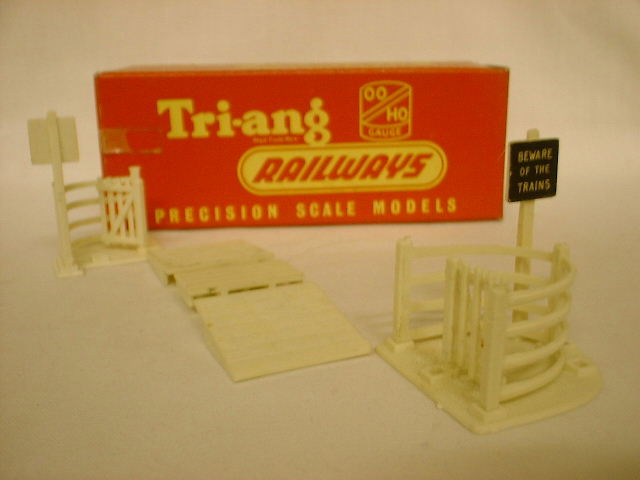 Tri-ang
OO
HO
GAUGE
RAILWAYS
PRECISION SCALE MODELS
BEWARE
OF THE
TRAINS